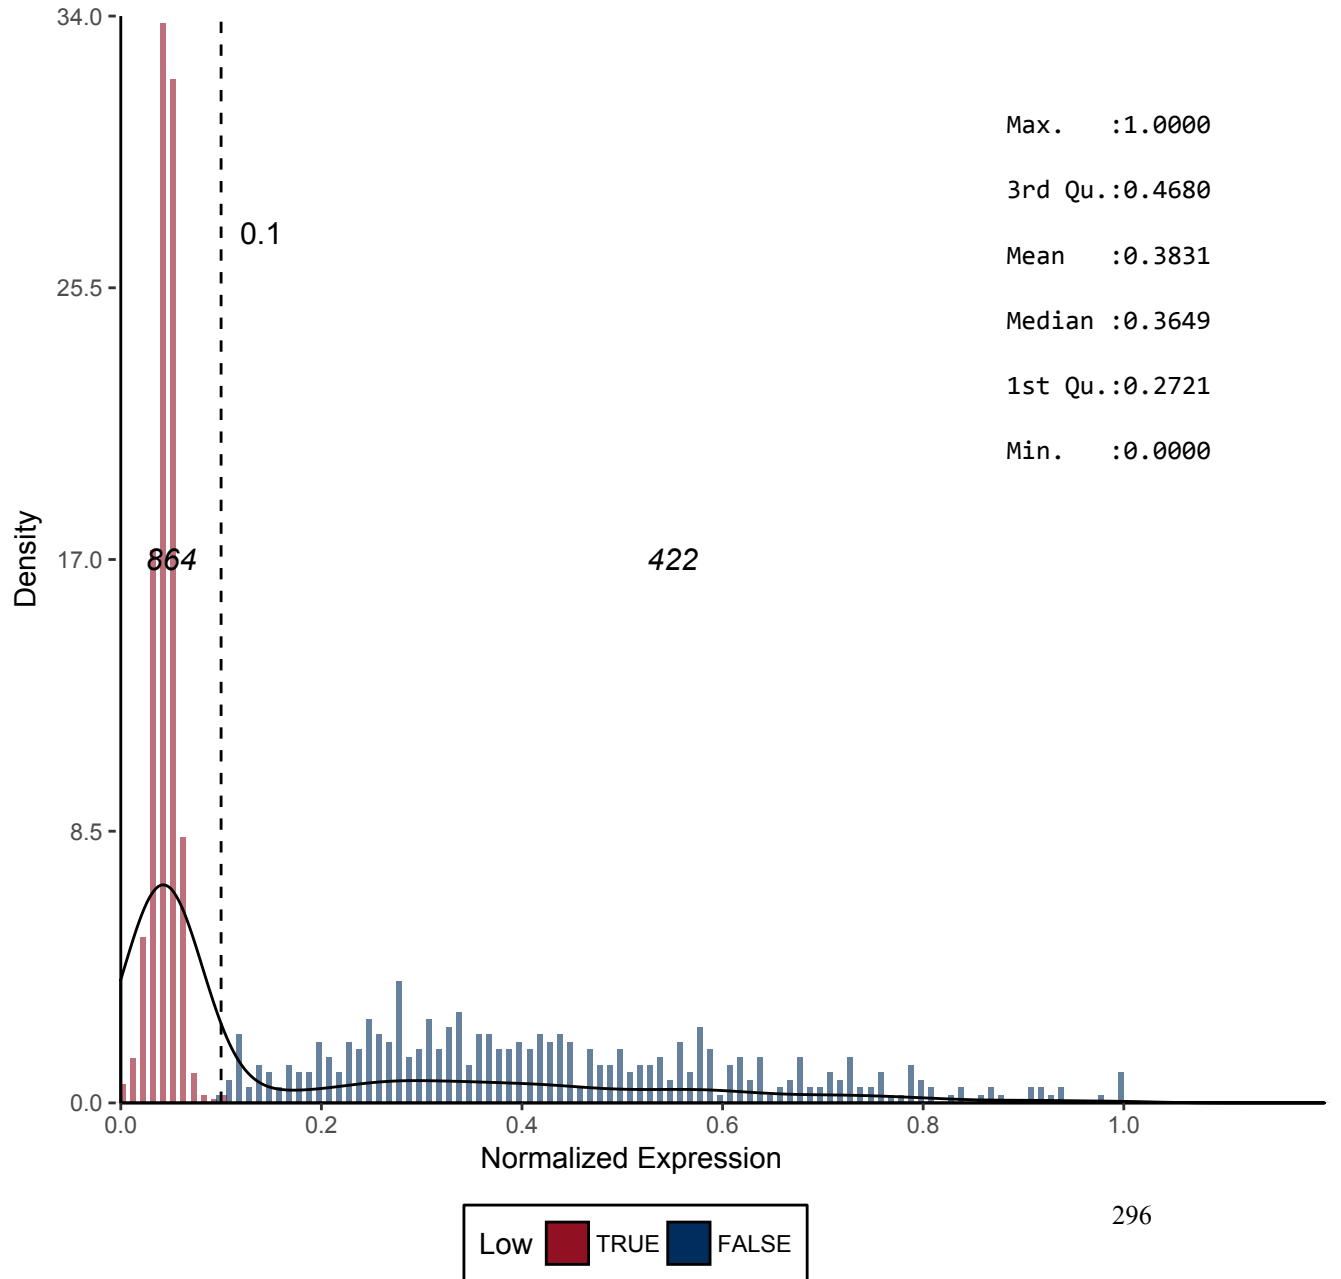 34.0
Max. :1.0000
3rd Qu.:0.4680
0.1
Mean :0.3831
25.5
Median :0.3649
1st Qu.:0.2721
Min. :0.0000
Density
17.0
864
422
8.5
0.0
0.0 0.2 0.4 0.6 0.8 1.0
Normalized Expression
296
Low TRUE FALSE